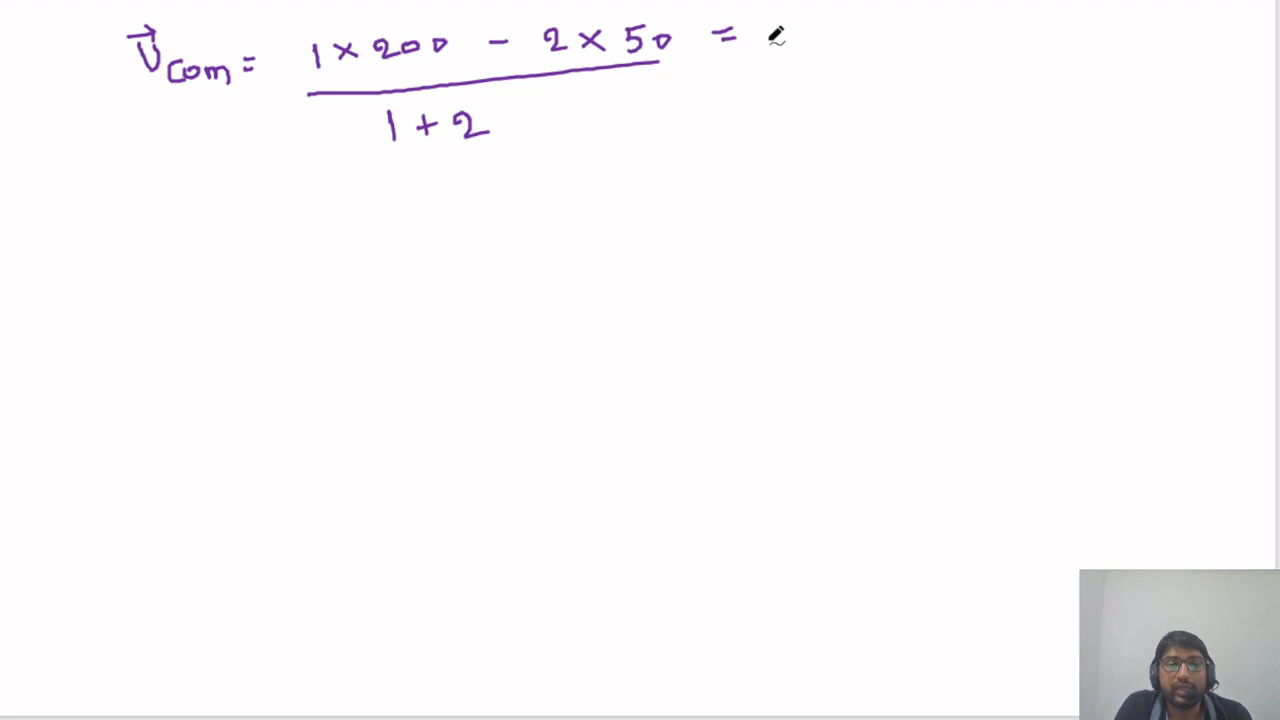 v⃗com = 1 × 200 - 2 × 50 =
1 + 2